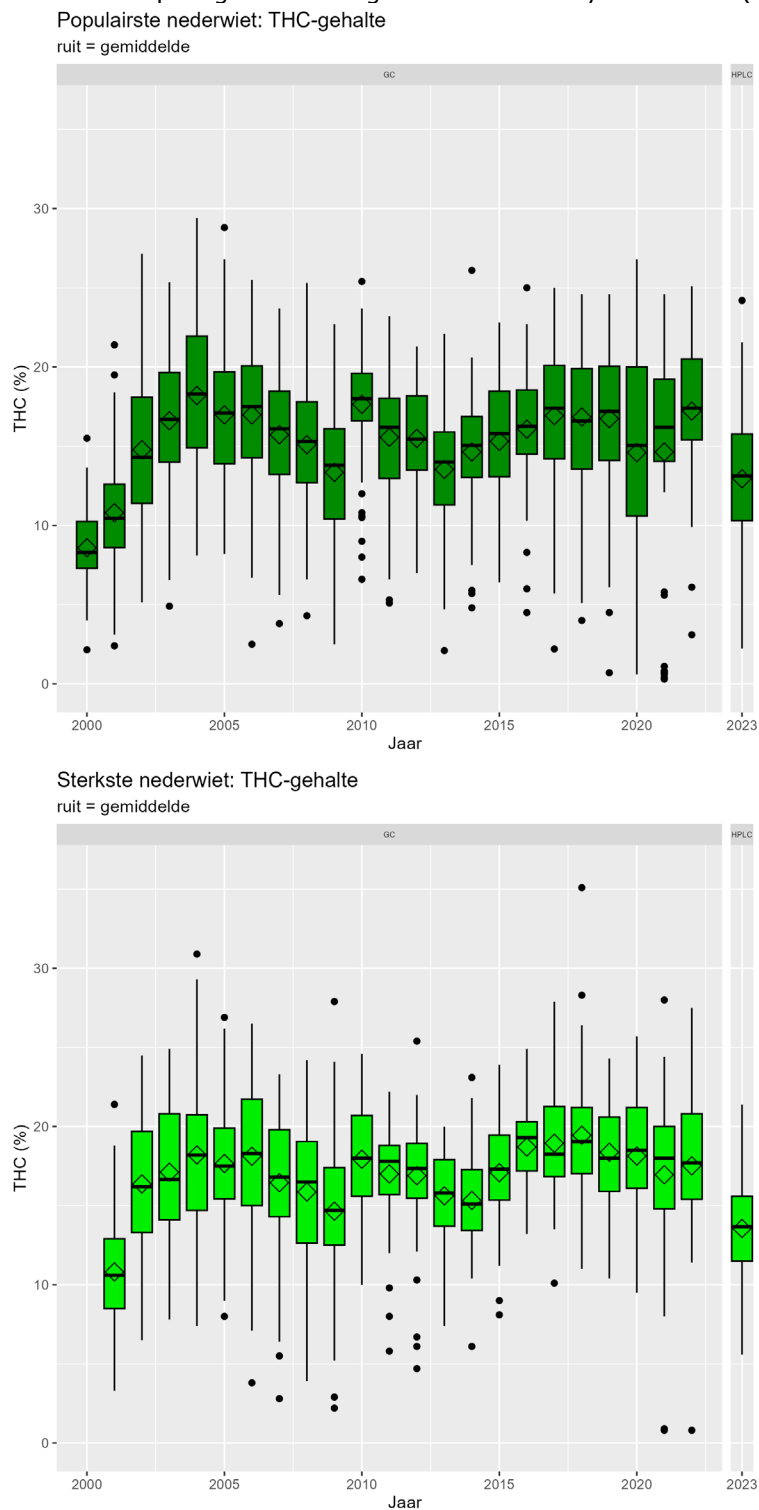 Populairste nederwiet: THC-gehalte
ruit = gemiddelde
GC
HPLC
30
20
10
0
THC (%)
2000
2005
2010
2015
2020
2023
Jaar
Sterkste nederwiet: THC-gehalte
ruit = gemiddelde
GC
HPLC
30
20
10
0
THC (%)
2000
2005
2010
2015
2020
2023
Jaar